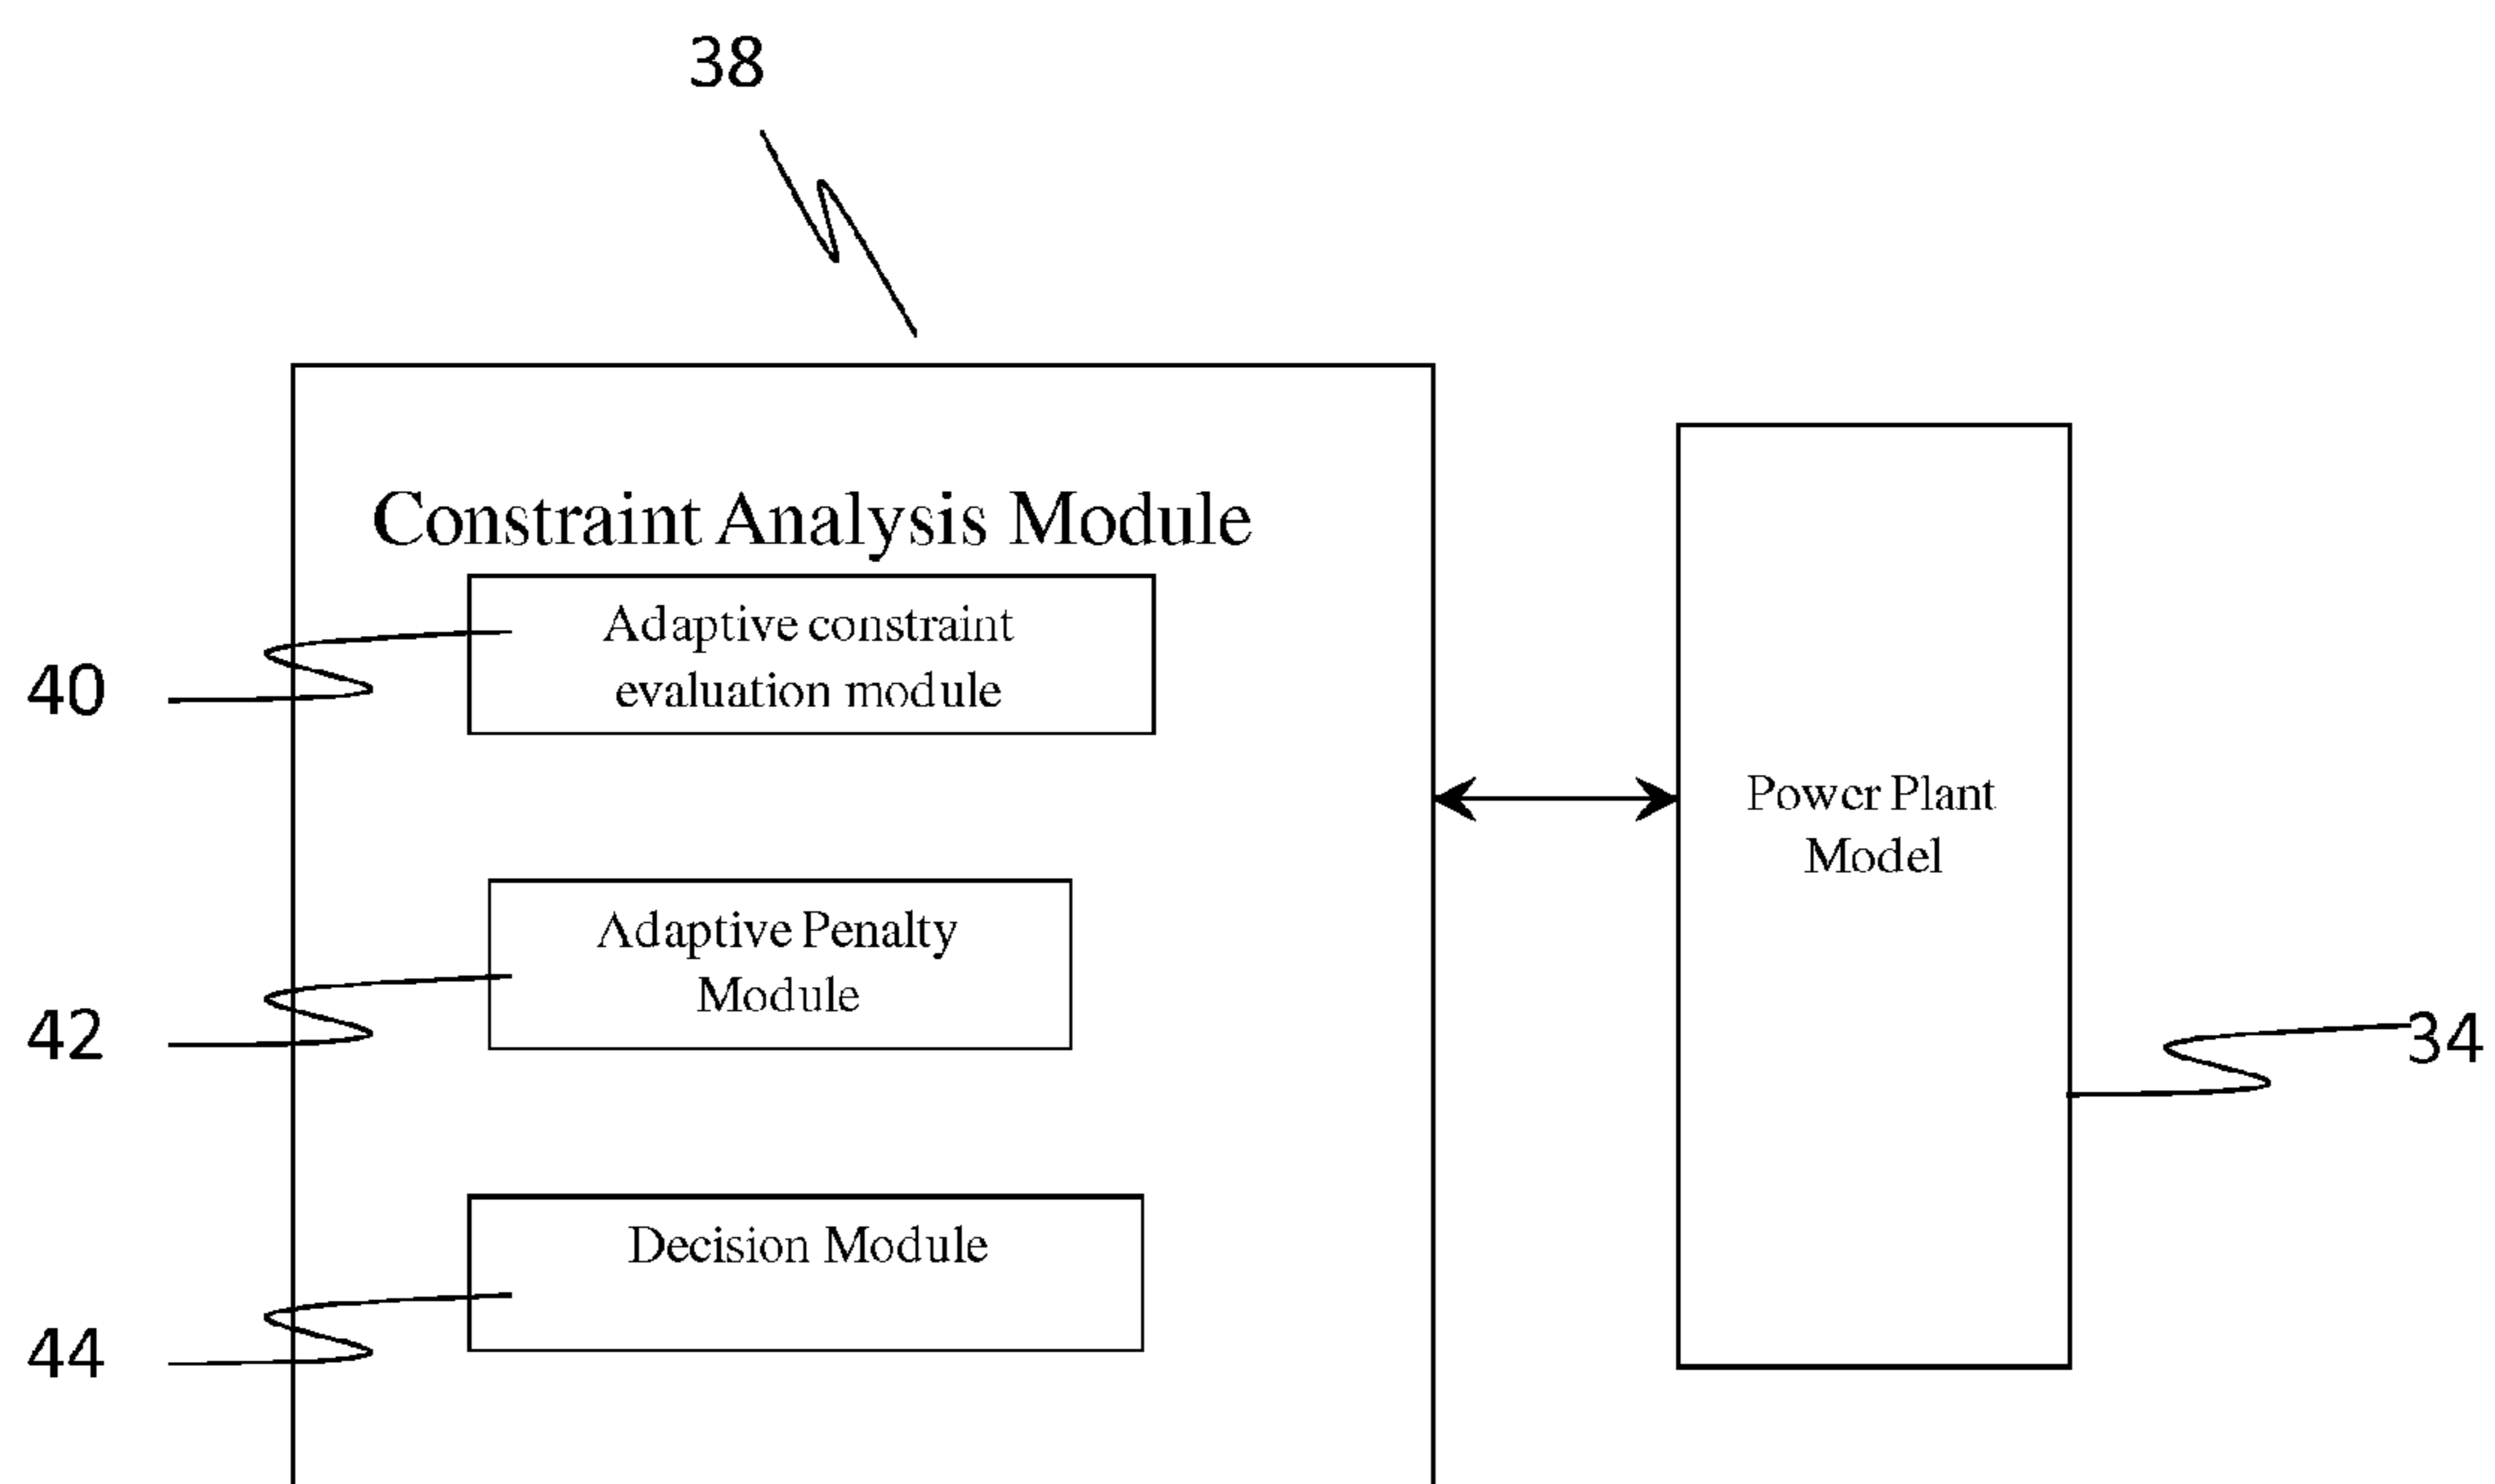 38
Constraint Analysis Module
Adaptive constraint
evaluation module
40
Power Plant
Model
Adaptive Penalty
Module
42
34
Decision Module
44